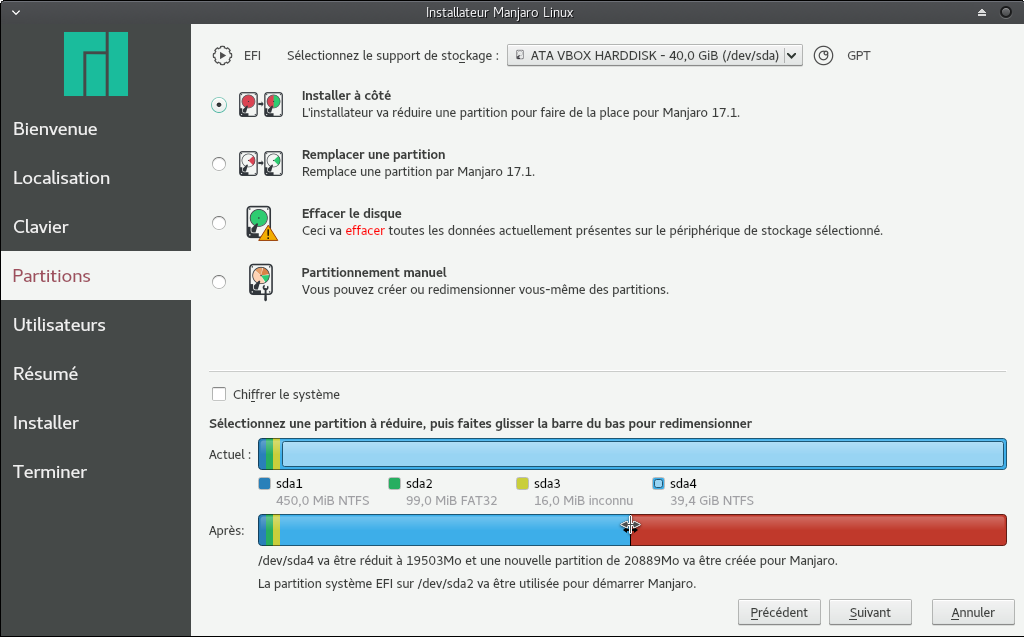 Installateur Manjaro Linux
EFI Sélectionnez le support de stockage : ATA VBOX HARDDISK - 40,0 GiB (/dev/sda) GPT
Bienvenue
Localisation
Clavier
Partitions
Utilisateurs
Résumé
Installer
Terminer
Installer à côté
L'installateur va réduire une partition pour faire de la place pour Manjaro 17.1.
Remplacer une partition
Remplace une partition par Manjaro 17.1.
Effacer le disque
Ceci va effacer toutes les données actuellement présentes sur le périphérique de stockage sélectionné.
Partitionnement manuel
Vous pouvez créer ou redimensionner vous-même des partitions.
Chiffrer le système
Sélectionnez une partition à réduire, puis faites glisser la barre du bas pour redimensionner
Actuel :
sda1 sda2 sda3 sda4
450,0 MiB NTFS 99,0 MiB FAT32 16,0 MiB inconnu 39,4 GiB NTFS
Après:
/dev/sda4 va être réduit à 19503Mo et une nouvelle partition de 20889Mo va être créée pour Manjaro.
La partition système EFI sur /dev/sda2 va être utilisée pour démarrer Manjaro.
Précédent Suivant Annuler